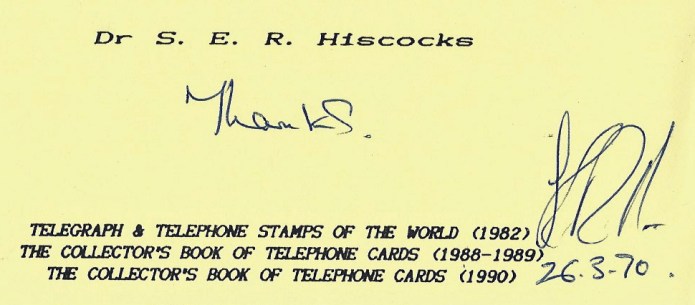 Dr S. E. R. Hiscocks
Thanks.
TELEGRAPH & TELEPHONE STAMPS OF THE WORLD (1982)
THE COLLECTOR'S BOOK OF TELEPHONE CARDS (1988-1989)
THE COLLECTOR'S BOOK OF TELEPHONE CARDS (1990)
26-3-90.